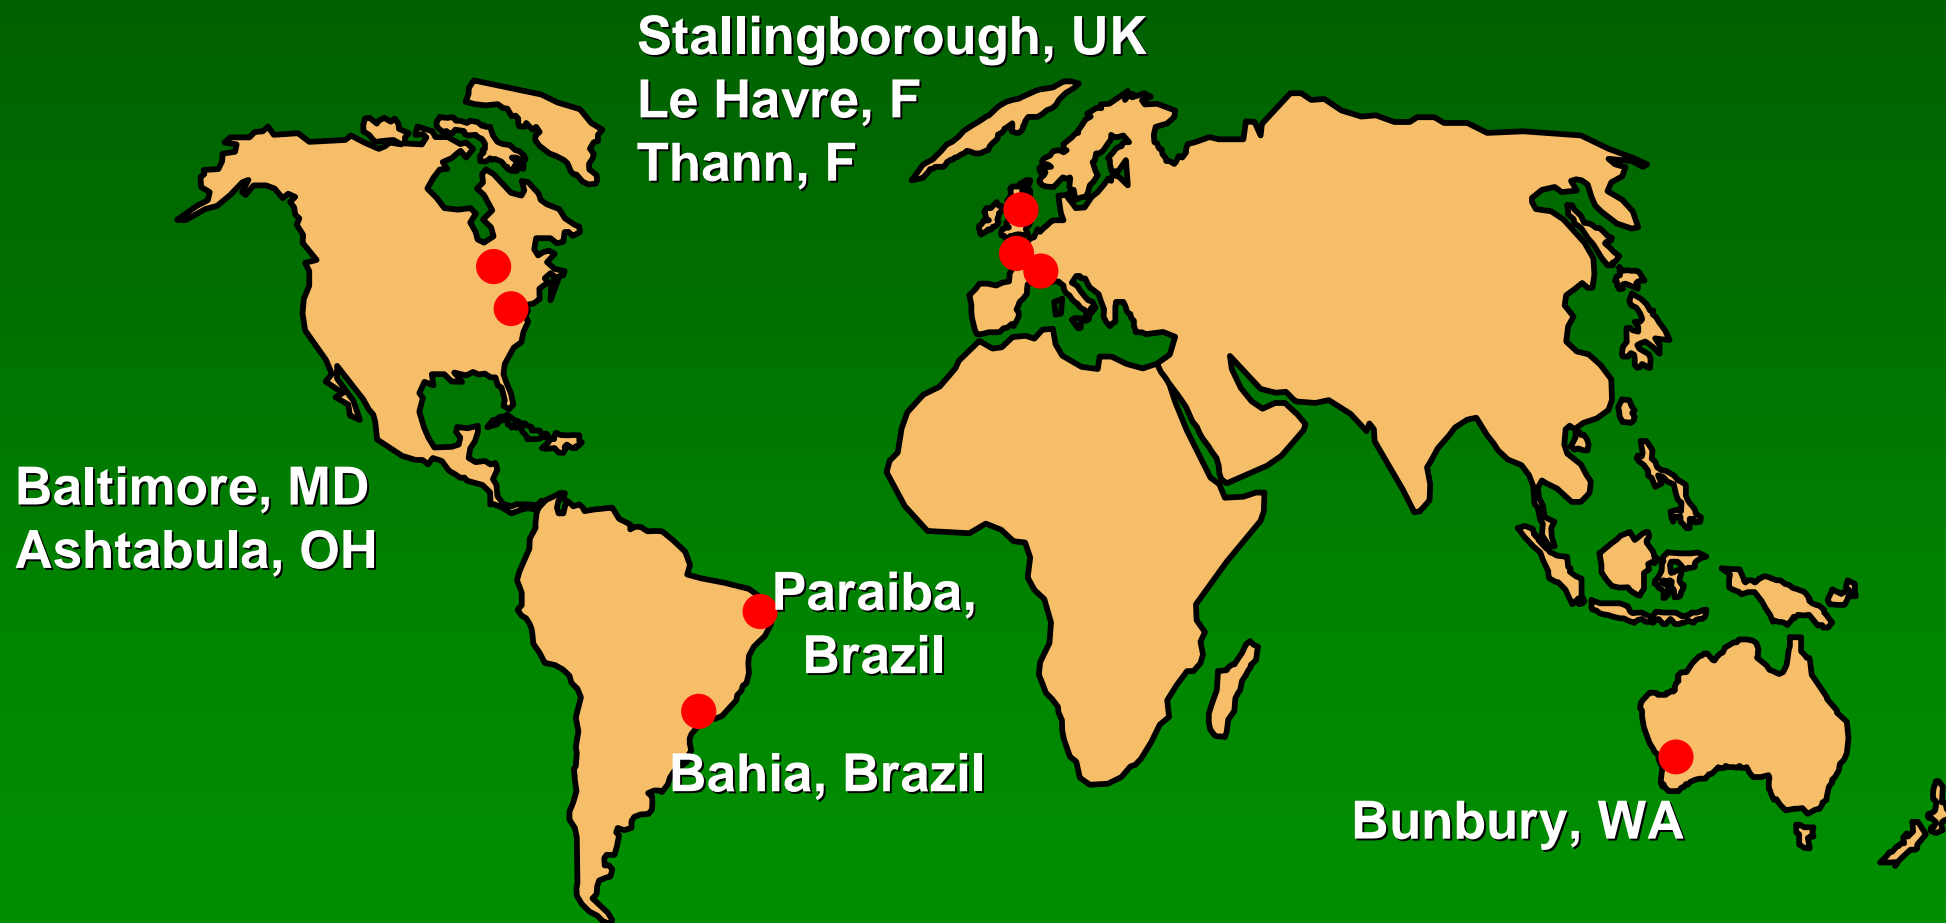 Stallingborough, UK
Le Havre, F
Thann, F
Baltimore, MD
Ashtabula, OH
Paraiba,
Brazil
Bahia, Brazil
Bunbury, WA